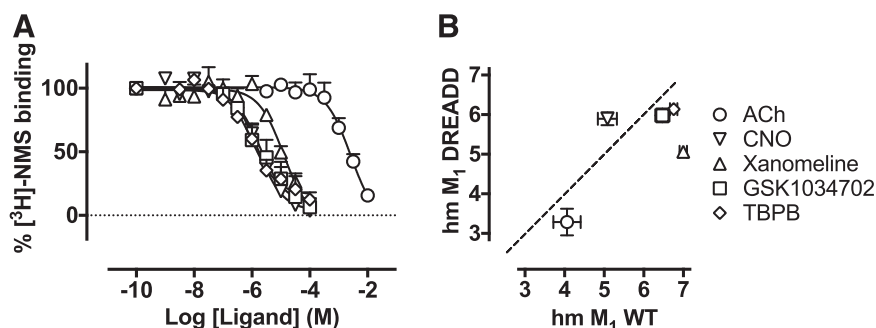 A
% [³H]-NMS binding
100
50
0
-10 -8 -6 -4 -2
Log [Ligand] (M)
B
hm M₁ DREADD
7
6
5
4
3
3 4 5 6 7
hm M₁ WT
ACh
CNO
Xanomeline
GSK1034702
TBPB